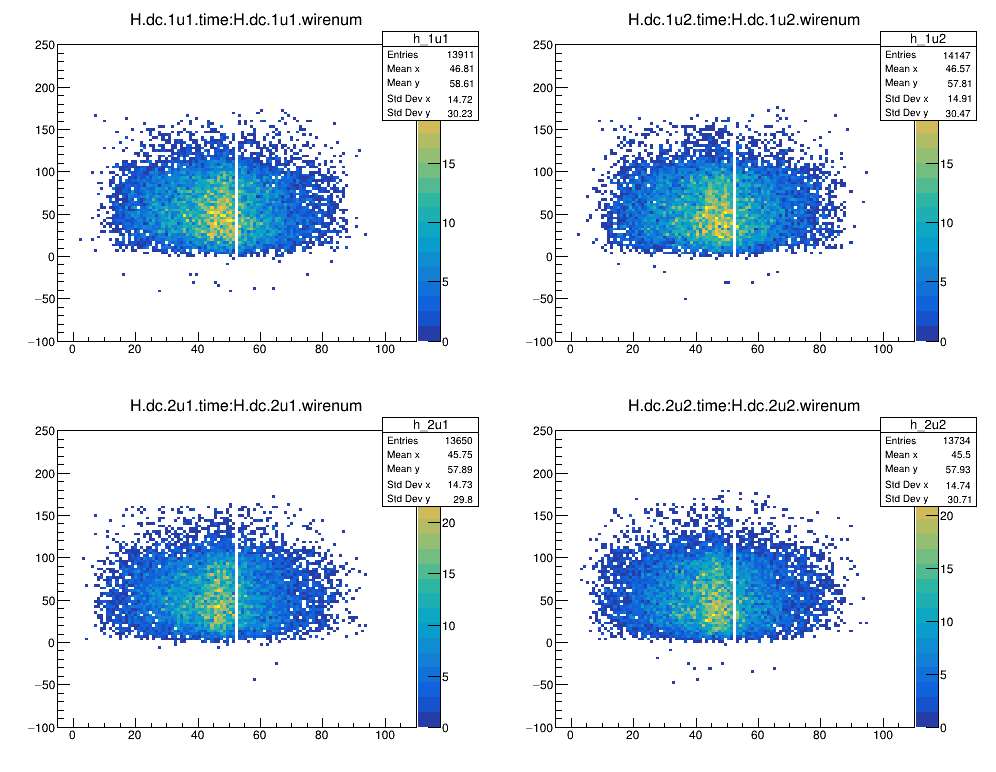 H.dc.1u1.time:H.dc.1u1.wirenum
h_1u1
Entries 13911
Mean x 46.81
Mean y 58.61
Std Dev x 14.72
Std Dev y 30.23
250
200
150
100
50
0
−50
−100
0 20 40 60 80 100
15
10
5
0
H.dc.1u2.time:H.dc.1u2.wirenum
h_1u2
Entries 14147
Mean x 46.57
Mean y 57.81
Std Dev x 14.91
Std Dev y 30.47
250
200
150
100
50
0
−50
−100
0 20 40 60 80 100
15
10
5
0
H.dc.2u1.time:H.dc.2u1.wirenum
h_2u1
Entries 13650
Mean x 45.75
Mean y 57.89
Std Dev x 14.73
Std Dev y 29.8
250
200
150
100
50
0
−50
−100
0 20 40 60 80 100
20
15
10
5
0
H.dc.2u2.time:H.dc.2u2.wirenum
h_2u2
Entries 13734
Mean x 45.5
Mean y 57.93
Std Dev x 14.74
Std Dev y 30.71
250
200
150
100
50
0
−50
−100
0 20 40 60 80 100
20
15
10
5
0